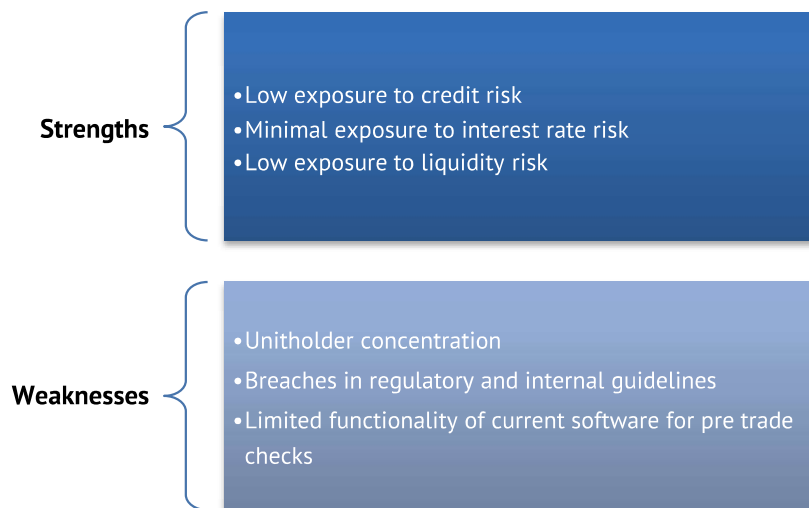 Strengths
•Low exposure to credit risk
•Minimal exposure to interest rate risk
•Low exposure to liquidity risk
Weaknesses
•Unitholder concentration
•Breaches in regulatory and internal guidelines
•Limited functionality of current software for pre trade
checks